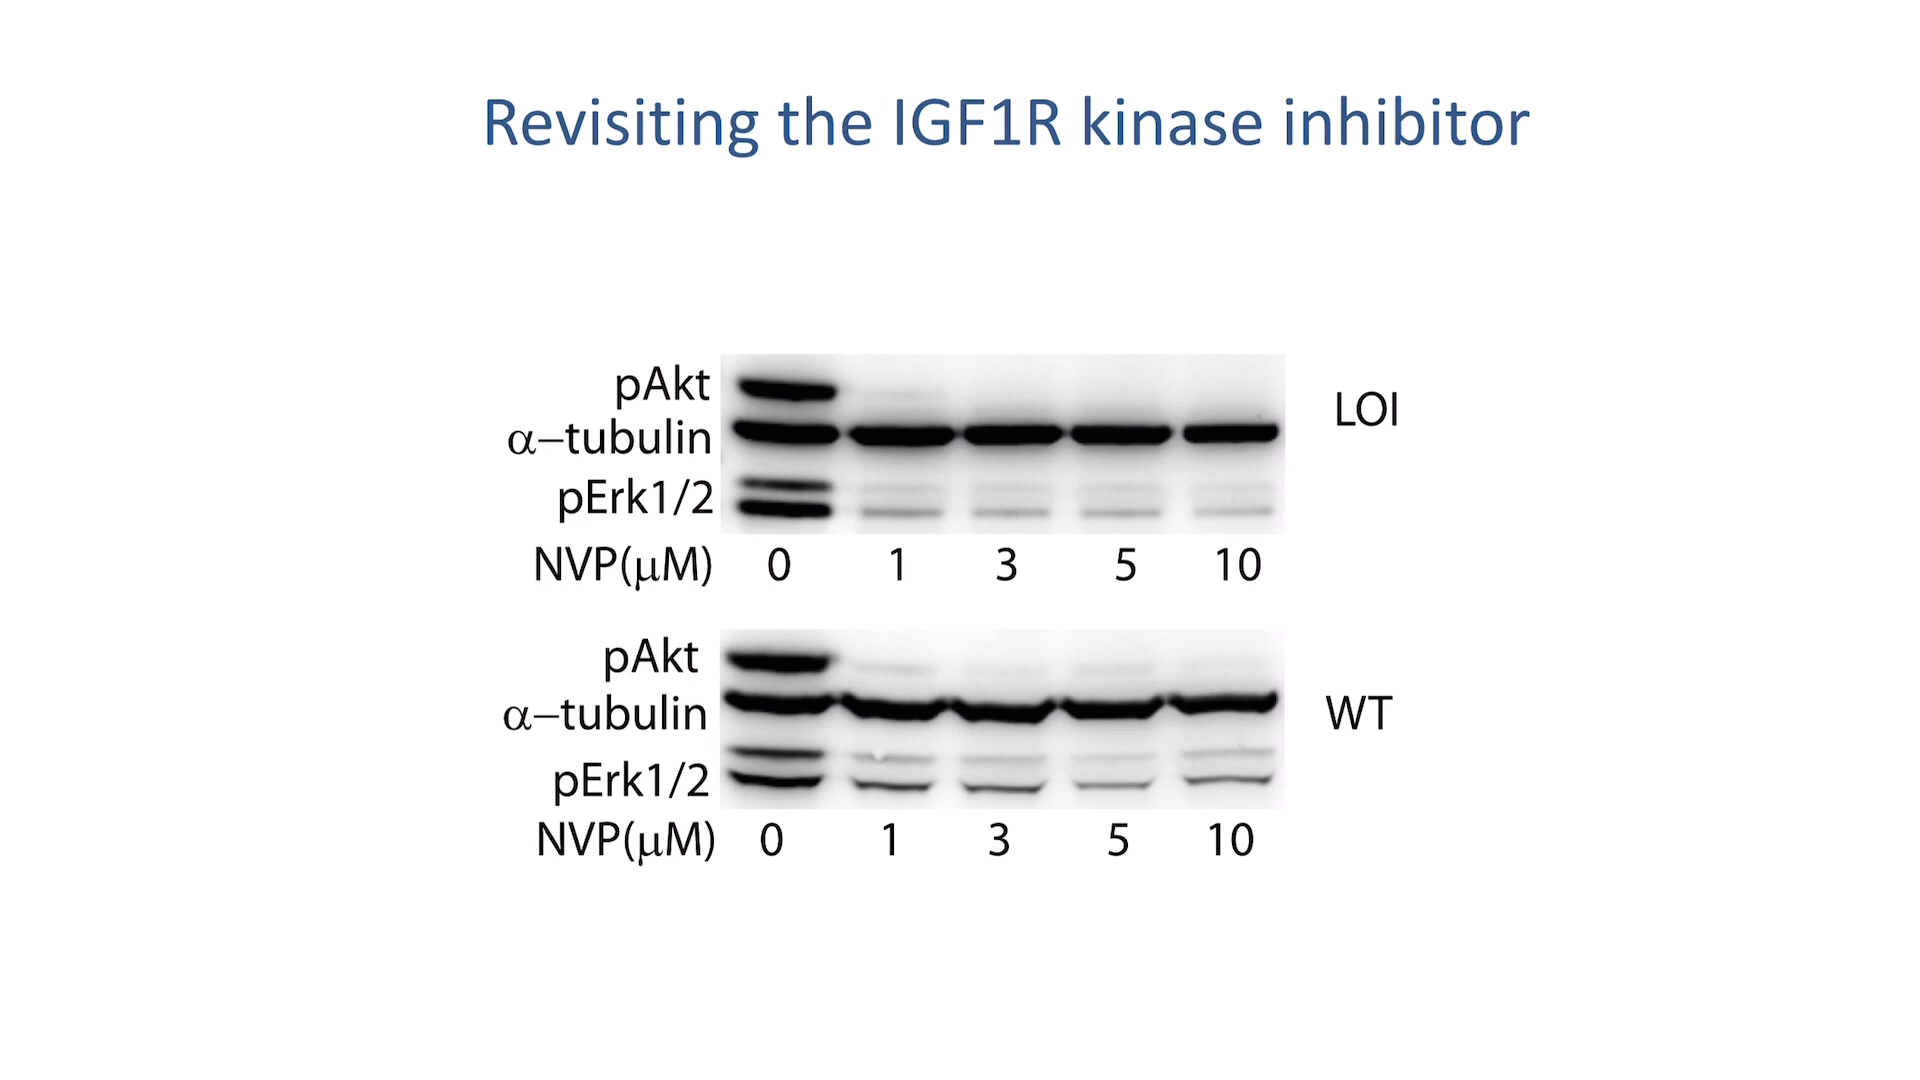 Revisiting the IGF1R kinase inhibitor
pAkt
α–tubulin
pErk1/2
LOI
NVP(μM) 0 1 3 5 10
pAkt
α–tubulin
pErk1/2
WT
NVP(μM) 0 1 3 5 10